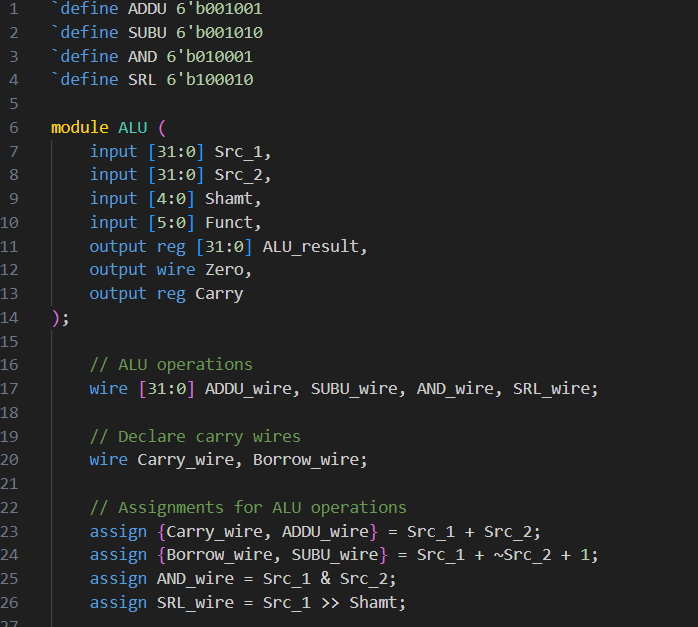 1 `define ADDU 6'b001001
2 `define SUBU 6'b001010
3 `define AND 6'b010001
4 `define SRL 6'b100010
5
6 module ALU (
7     input [31:0] Src_1,
8     input [31:0] Src_2,
9     input [4:0] Shamt,
10     input [5:0] Funct,
11     output reg [31:0] ALU_result,
12     output wire Zero,
13     output reg Carry
14 );
15
16     // ALU operations
17     wire [31:0] ADDU_wire, SUBU_wire, AND_wire, SRL_wire;
18
19     // Declare carry wires
20     wire Carry_wire, Borrow_wire;
21
22     // Assignments for ALU operations
23     assign {Carry_wire, ADDU_wire} = Src_1 + Src_2;
24     assign {Borrow_wire, SUBU_wire} = Src_1 + ~Src_2 + 1;
25     assign AND_wire = Src_1 & Src_2;
26     assign SRL_wire = Src_1 >> Shamt;
27